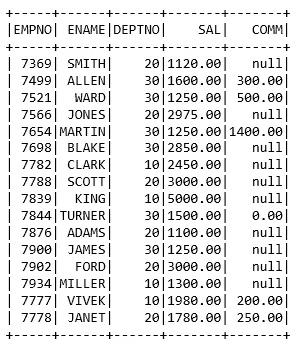 +-----+------+------+-------+-------+
|EMPNO| ENAME|DEPTNO|    SAL|   COMM|
+-----+------+------+-------+-------+
| 7369| SMITH|    20|1120.00|   null|
| 7499| ALLEN|    30|1600.00| 300.00|
| 7521|  WARD|    30|1250.00| 500.00|
| 7566| JONES|    20|2975.00|   null|
| 7654|MARTIN|    30|1250.00|1400.00|
| 7698| BLAKE|    30|2850.00|   null|
| 7782| CLARK|    10|2450.00|   null|
| 7788| SCOTT|    20|3000.00|   null|
| 7839|  KING|    10|5000.00|   null|
| 7844|TURNER|    30|1500.00|   0.00|
| 7876| ADAMS|    20|1100.00|   null|
| 7900| JAMES|    30|1250.00|   null|
| 7902|  FORD|    20|3000.00|   null|
| 7934|MILLER|    10|1300.00|   null|
| 7777| VIVEK|    10|1980.00| 200.00|
| 7778| JANET|    20|1780.00| 250.00|
+-----+------+------+-------+-------+